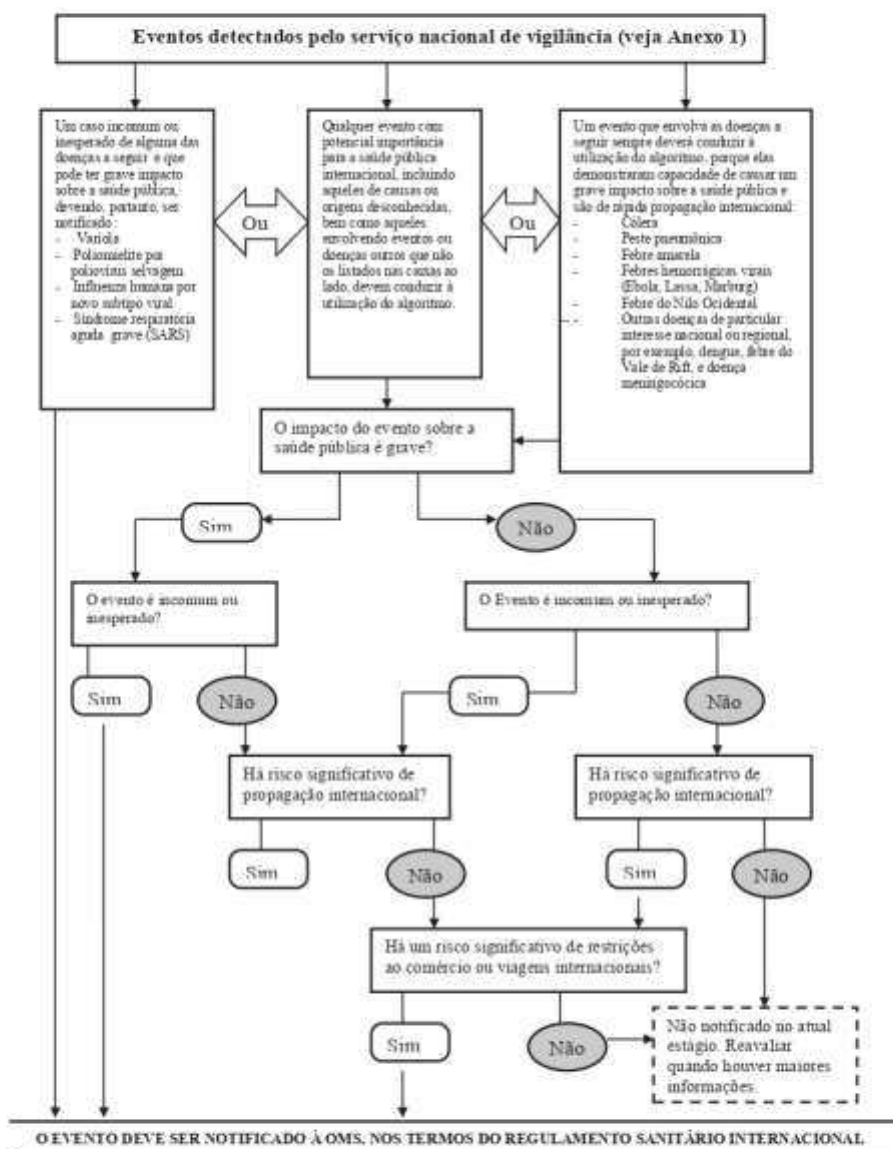 Eventos detectados pelo serviço nacional de vigilância (veja Anexo 1)
Um caso incomum ou
inesperado de alguma das
doenças a seguir e que
pode ter grave impacto
sobre a saúde pública,
devendo, portanto, ser
notificado :
- Varíola
- Poliomielite por
poliovírus selvagem
- Influenza humana por
novo subtipo viral
- Síndrome respiratória
aguda grave (SARS)
Ou
Qualquer evento com
potencial importância
para a saúde pública
internacional, incluindo
aqueles de causas ou
origens desconhecidas,
bem como aqueles
envolvendo eventos ou
doenças outros que não
os listados nas caixas ao
lado, devem conduzir à
utilização do algoritmo.
Ou
Um evento que envolva as doenças a
seguir sempre deverá conduzir à
utilização do algoritmo, porque elas
demonstraram capacidade de causar um
grave impacto sobre a saúde pública e
são de rápida propagação internacional:
- Cólera
- Peste pneumônica
- Febre amarela
- Febres hemorrágicas virais
(Ebola, Lassa, Marburg)
- Febre do Nilo Ocidental
- Outras doenças de particular
interesse nacional ou regional,
por exemplo, dengue, febre do
Vale de Rift, e doença
meningocócica
O impacto do evento sobre a
saúde pública é grave?
Sim
Não
O evento é incomum ou
inesperado?
O Evento é incomum ou inesperado?
Sim
Não
Sim
Não
Há risco significativo de
propagação internacional?
Há risco significativo de
propagação internacional?
Sim
Não
Sim
Não
Há um risco significativo de restrições
ao comércio ou viagens internacionais?
Sim
Não
Não notificado no atual
estágio. Reavaliar
quando houver maiores
informações.
O EVENTO DEVE SER NOTIFICADO À OMS, NOS TERMOS DO REGULAMENTO SANITÁRIO INTERNACIONAL